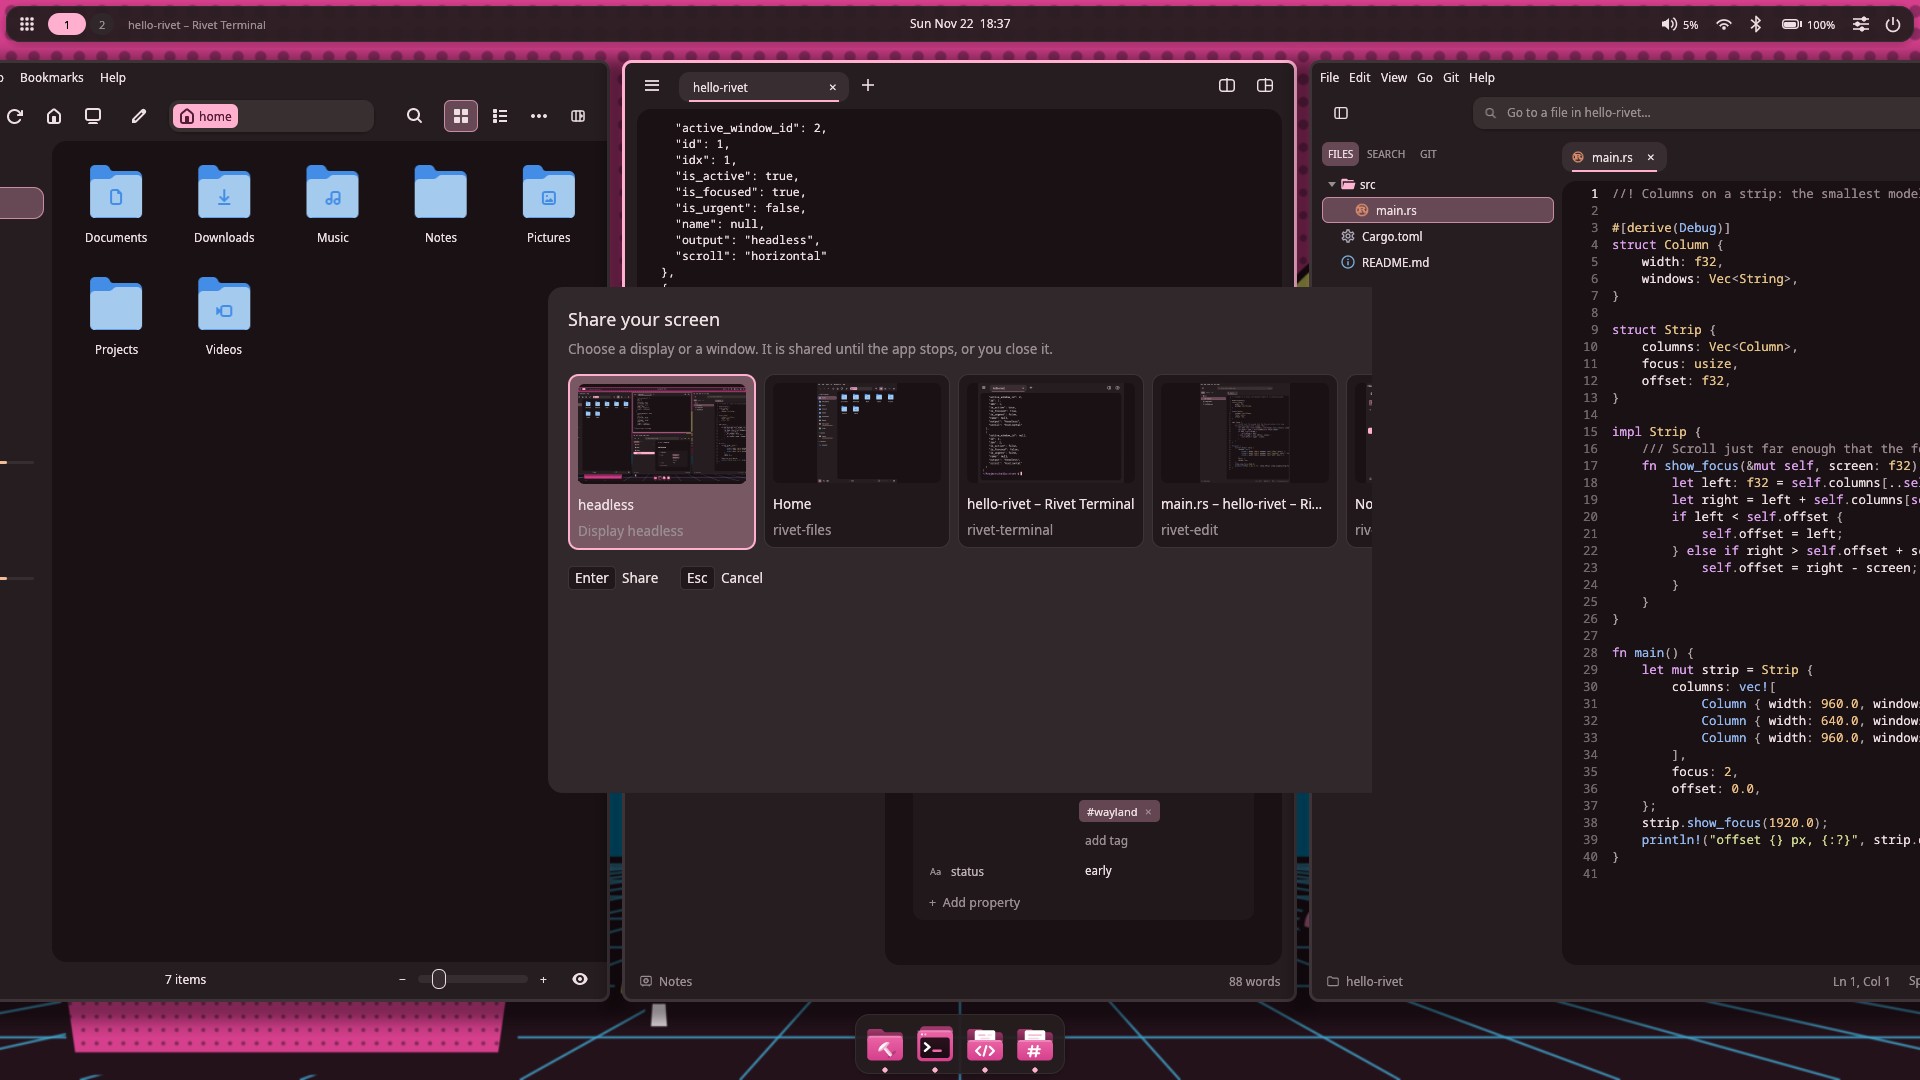 1
2
hello-rivet – Rivet Terminal
Sun Nov 22 18:37
5%
100%
Bookmarks
Help
home
Documents
Downloads
Music
Notes
Pictures
Projects
Videos
7 items
−
+
hello-rivet
"active_window_id": 2,
"id": 1,
"idx": 1,
"is_active": true,
"is_focused": true,
"is_urgent": false,
"name": null,
"output": "headless",
"scroll": "horizontal"
},
Share your screen
Choose a display or a window. It is shared until the app stops, or you close it.
headless
Display headless
Home
rivet-files
hello-rivet – Rivet Terminal
rivet-terminal
main.rs – hello-rivet – Ri...
rivet-edit
No
riv
Enter Share
Esc Cancel
#wayland ×
add tag
Aa status
early
+ Add property
Notes
88 words
File Edit View Go Git Help
Go to a file in hello-rivet...
FILES SEARCH GIT
src
main.rs
Cargo.toml
README.md
main.rs
1 //! Columns on a strip: the smallest mode
2
3 #[derive(Debug)]
4 struct Column {
5 width: f32,
6 windows: Vec<String>,
7 }
8
9 struct Strip {
10 columns: Vec<Column>,
11 focus: usize,
12 offset: f32,
13 }
14
15 impl Strip {
16 /// Scroll just far enough that the fo
17 fn show_focus(&mut self, screen: f32)
18 let left: f32 = self.columns[..se
19 let right = left + self.columns[se
20 if left < self.offset {
21 self.offset = left;
22 } else if right > self.offset + sc
23 self.offset = right - screen;
24 }
25 }
26 }
27
28 fn main() {
29 let mut strip = Strip {
30 columns: vec![
31 Column { width: 960.0, window
32 Column { width: 640.0, window
33 Column { width: 960.0, window
34 ],
35 focus: 2,
36 offset: 0.0,
37 };
38 strip.show_focus(1920.0);
39 println!("offset {} px, {:?}", strip.
40 }
41
hello-rivet
Ln 1, Col 1
Sp